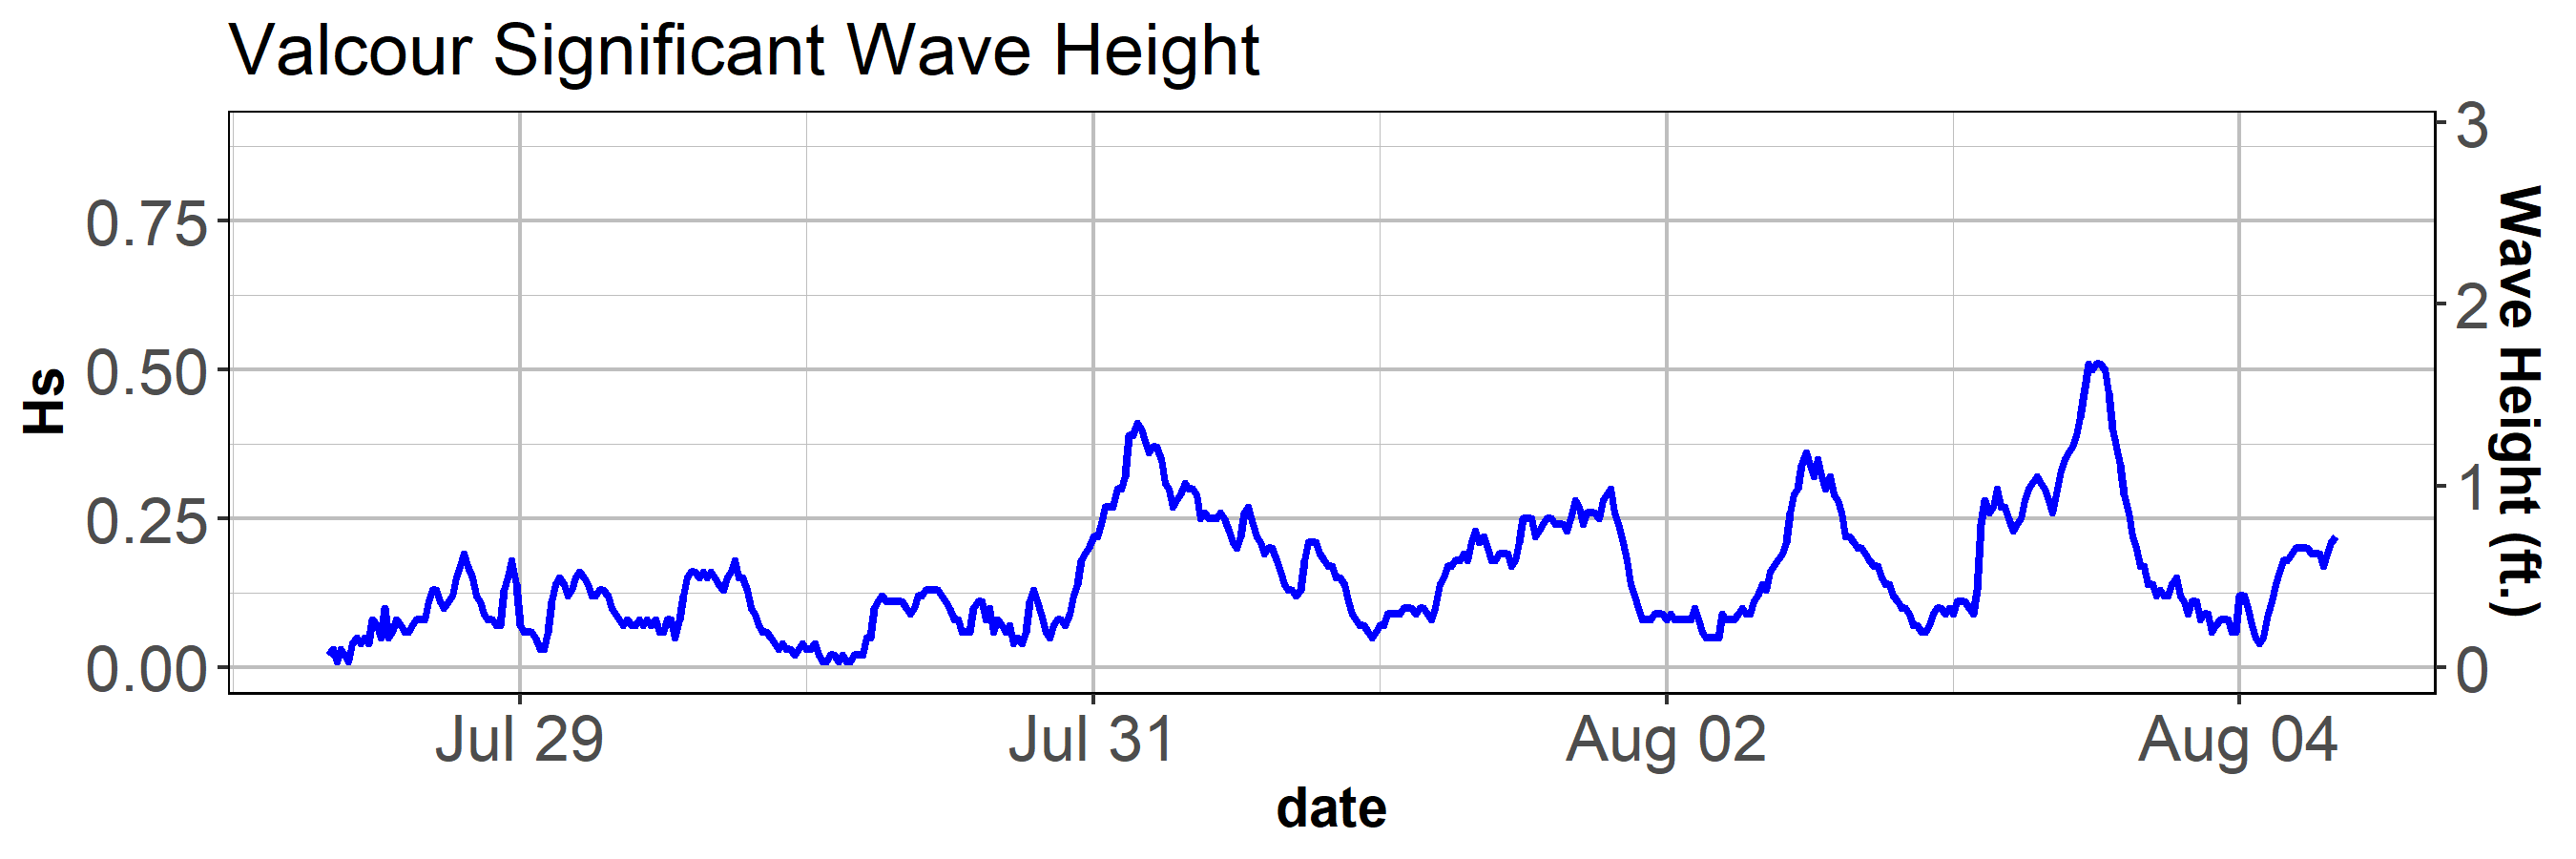 Valcour Significant Wave Height
Hs
0.75
0.50
0.25
0.00
3
2
1
0
Wave Height (ft.)
Jul 29
Jul 31
Aug 02
Aug 04
date